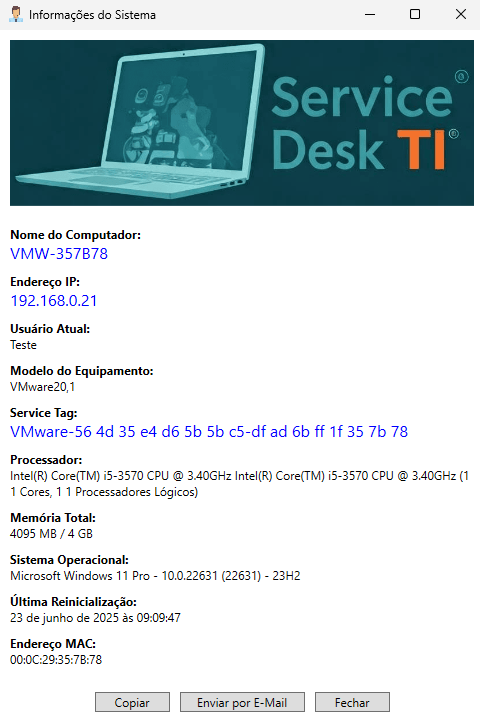 Informações do Sistema
Service®
Desk TI®
Nome do Computador:
VMW-357B78
Endereço IP:
192.168.0.21
Usuário Atual:
Teste
Modelo do Equipamento:
VMware20,1
Service Tag:
VMware-56 4d 35 e4 d6 5b 5b c5-df ad 6b ff 1f 35 7b 78
Processador:
Intel(R) Core(TM) i5-3570 CPU @ 3.40GHz Intel(R) Core(TM) i5-3570 CPU @ 3.40GHz (1
1 Cores, 1 1 Processadores Lógicos)
Memória Total:
4095 MB / 4 GB
Sistema Operacional:
Microsoft Windows 11 Pro - 10.0.22631 (22631) - 23H2
Última Reinicialização:
23 de junho de 2025 às 09:09:47
Endereço MAC:
00:0C:29:35:7B:78
Copiar
Enviar por E-Mail
Fechar